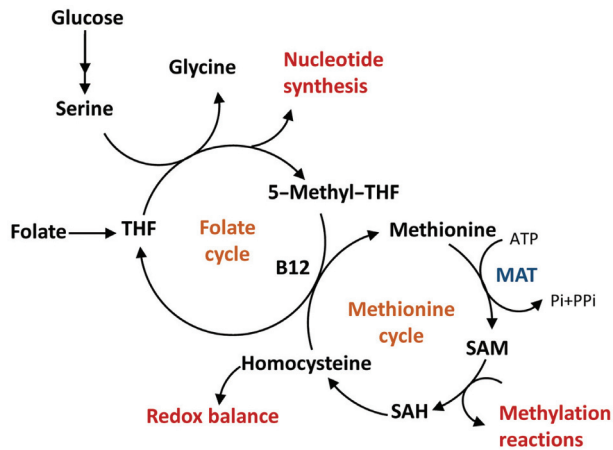 Glucose
Glycine
Nucleotide
synthesis
Serine
5-Methyl-THF
Folate
THF
Folate
cycle
Methionine
ATP
B12
MAT
Pi+PPi
Methionine
cycle
SAM
Homocysteine
Redox balance
SAH
Methylation
reactions